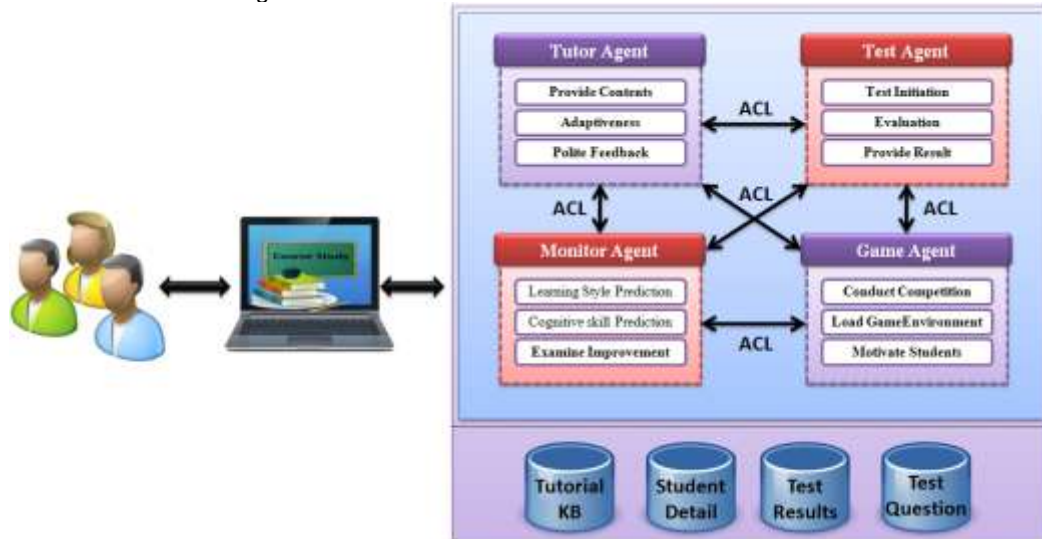 Tutor Agent
Provide Contents
Adaptiveness
Polite Feedback
ACL
Test Agent
Test Initiation
Evaluation
Provide Result
ACL
ACL
ACL
Monitor Agent
Learning Style Prediction
Cognitive skill Prediction
Examine Improvement
ACL
Game Agent
Conduct Competition
Load GameEnvironment
Motivate Students
Course Study
Tutorial
KB
Student
Detail
Test
Results
Test
Question